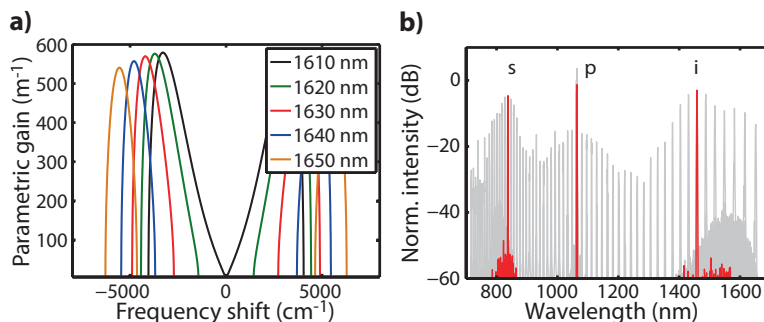 a)
Parametric gain (m-1)
600
500
400
300
200
100
1610 nm
1620 nm
1630 nm
1640 nm
1650 nm
−5000 0 5000
Frequency shift (cm-1)
b)
Norm. intensity (dB)
0
−20
−40
−60
s p i
800 1000 1200 1400 1600
Wavelength (nm)